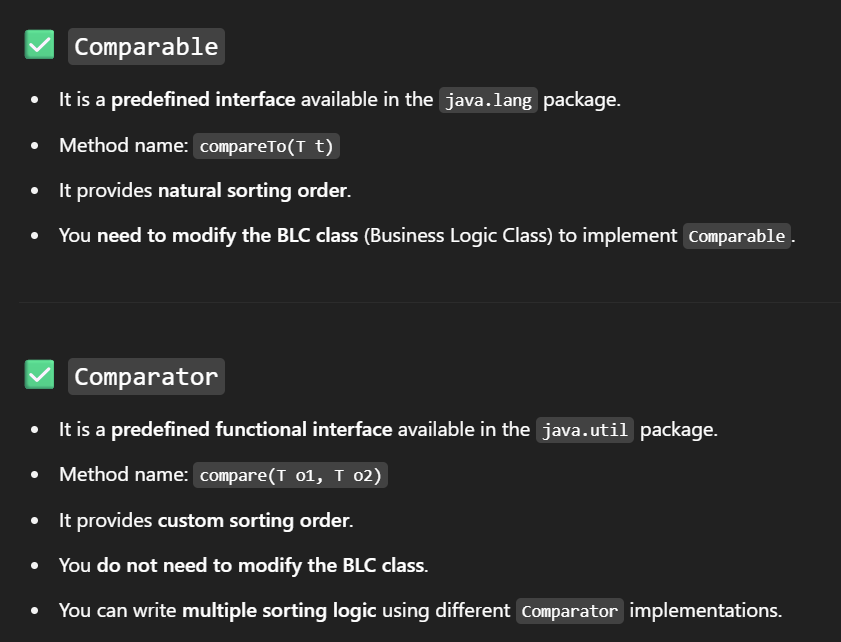 ✅ Comparable
• It is a predefined interface available in the java.lang package.
• Method name: compareTo(T t)
• It provides natural sorting order.
• You need to modify the BLC class (Business Logic Class) to implement Comparable.
✅ Comparator
• It is a predefined functional interface available in the java.util package.
• Method name: compare(T o1, T o2)
• It provides custom sorting order.
• You do not need to modify the BLC class.
• You can write multiple sorting logic using different Comparator implementations.